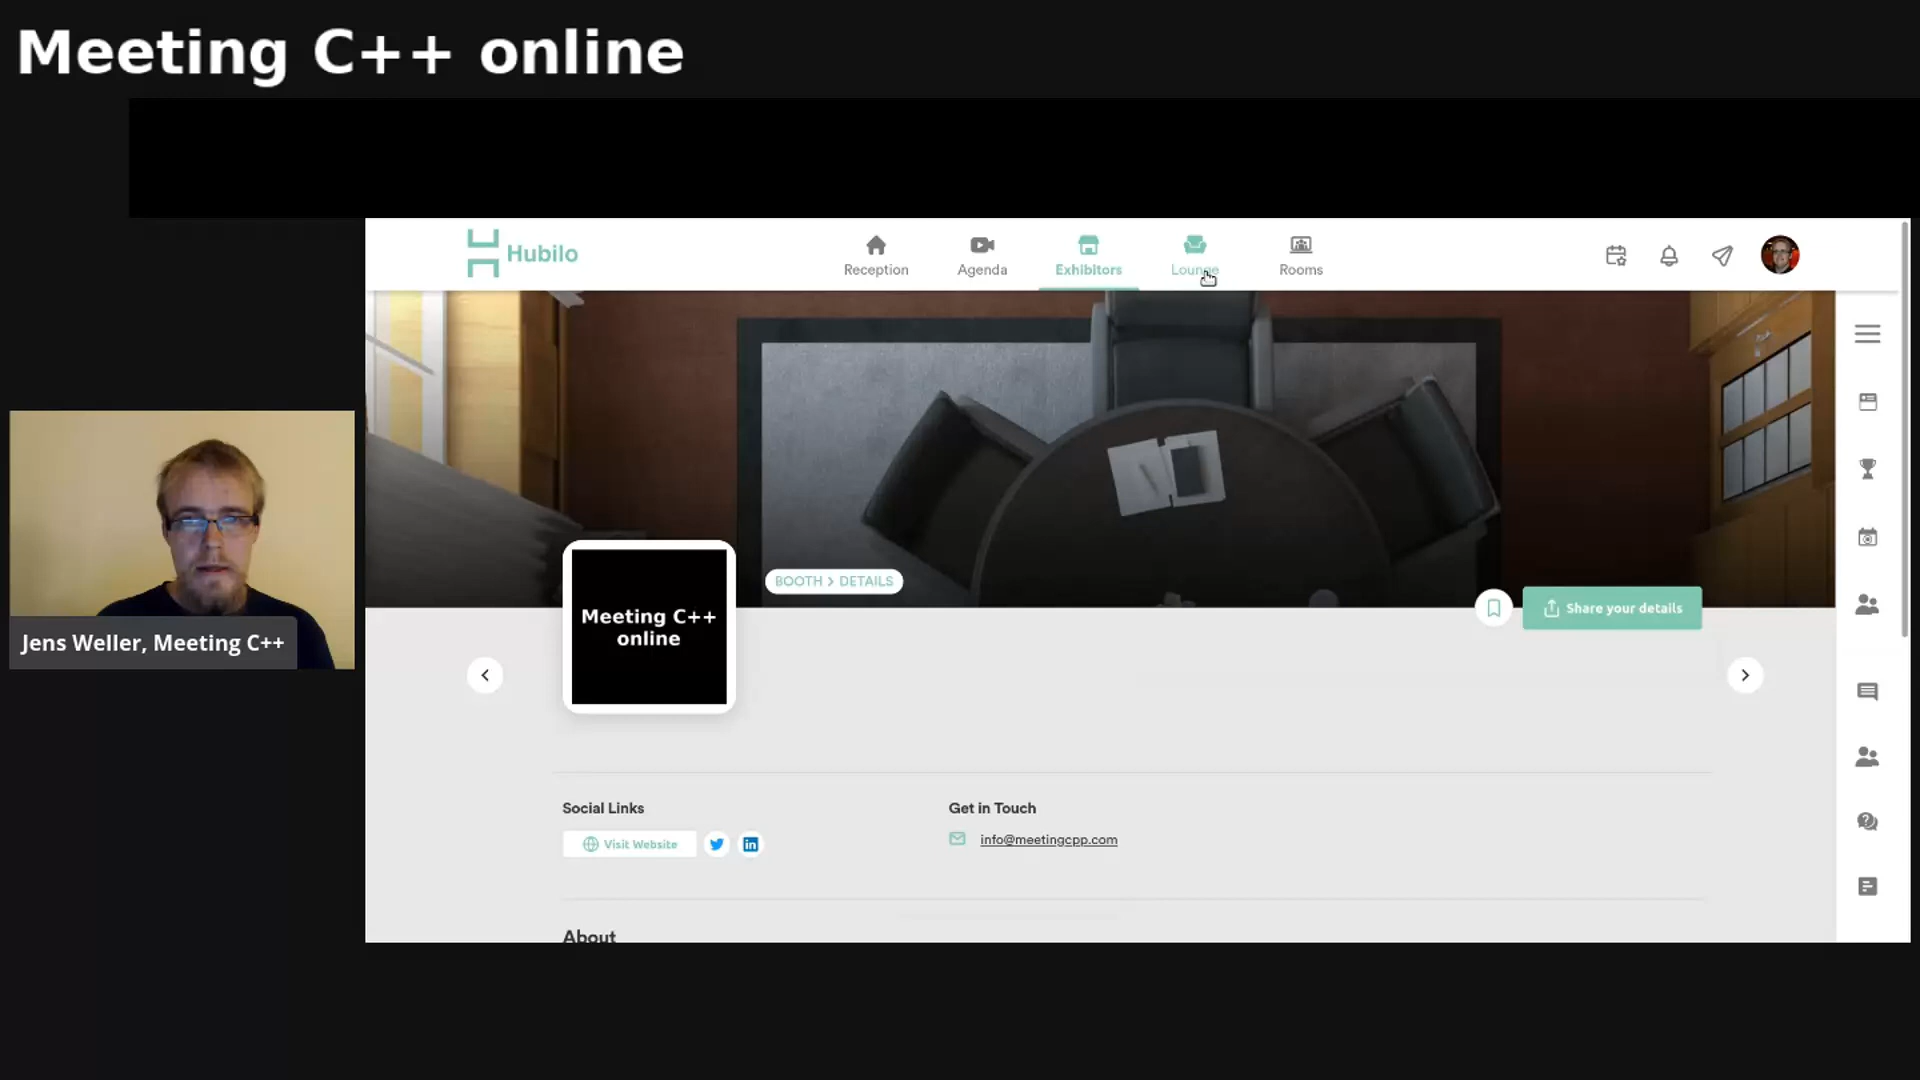 Meeting C++ online
Hubilo
Reception
Agenda
Exhibitors
Lounge
Rooms
BOOTH > DETAILS
Meeting C++
online
Share your details
Jens Weller, Meeting C++
Social Links
Get in Touch
Visit Website
info@meetingcpp.com
About